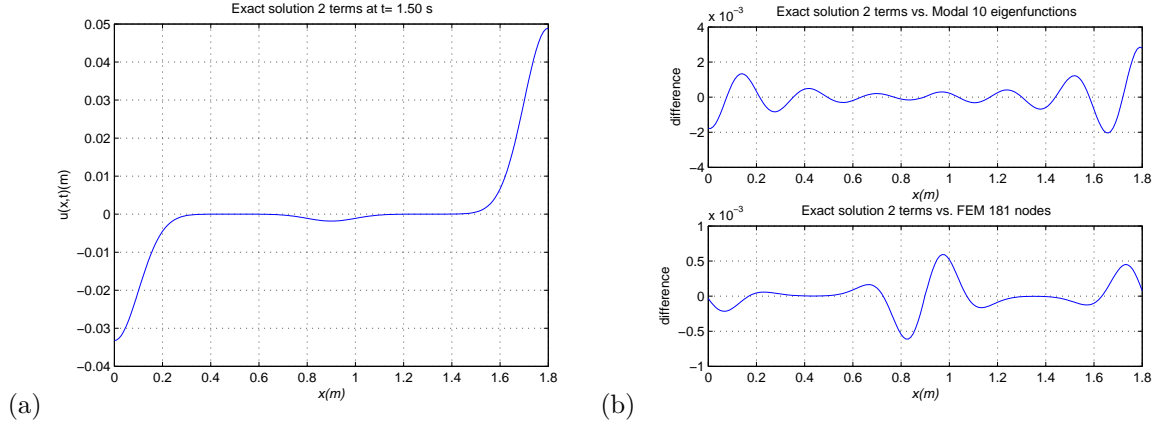 Exact solution 2 terms at t= 1.50 s
0.05
0.04
0.03
0.02
0.01
0
−0.01
−0.02
−0.03
−0.04
u(x,t)(m)
0 0.2 0.4 0.6 0.8 1 1.2 1.4 1.6 1.8
x(m)
(a)
Exact solution 2 terms vs. Modal 10 eigenfunctions
x 10⁻³
4
2
0
−2
−4
difference
0 0.2 0.4 0.6 0.8 1 1.2 1.4 1.6 1.8
x(m)
Exact solution 2 terms vs. FEM 181 nodes
x 10⁻³
1
0.5
0
−0.5
−1
difference
0 0.2 0.4 0.6 0.8 1 1.2 1.4 1.6 1.8
x(m)
(b)